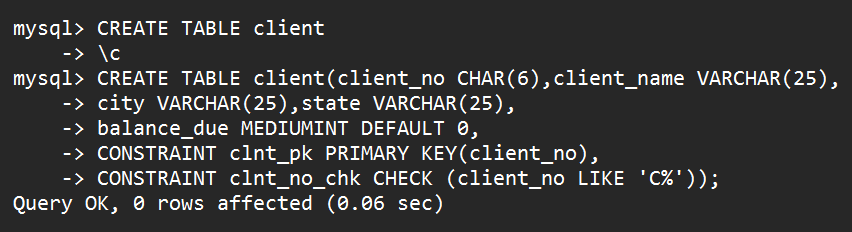 mysql> CREATE TABLE client
    -> \c
mysql> CREATE TABLE client(client_no CHAR(6),client_name VARCHAR(25),
    -> city VARCHAR(25),state VARCHAR(25),
    -> balance_due MEDIUMINT DEFAULT 0,
    -> CONSTRAINT clnt_pk PRIMARY KEY(client_no),
    -> CONSTRAINT clnt_no_chk CHECK (client_no LIKE 'C%'));
Query OK, 0 rows affected (0.06 sec)